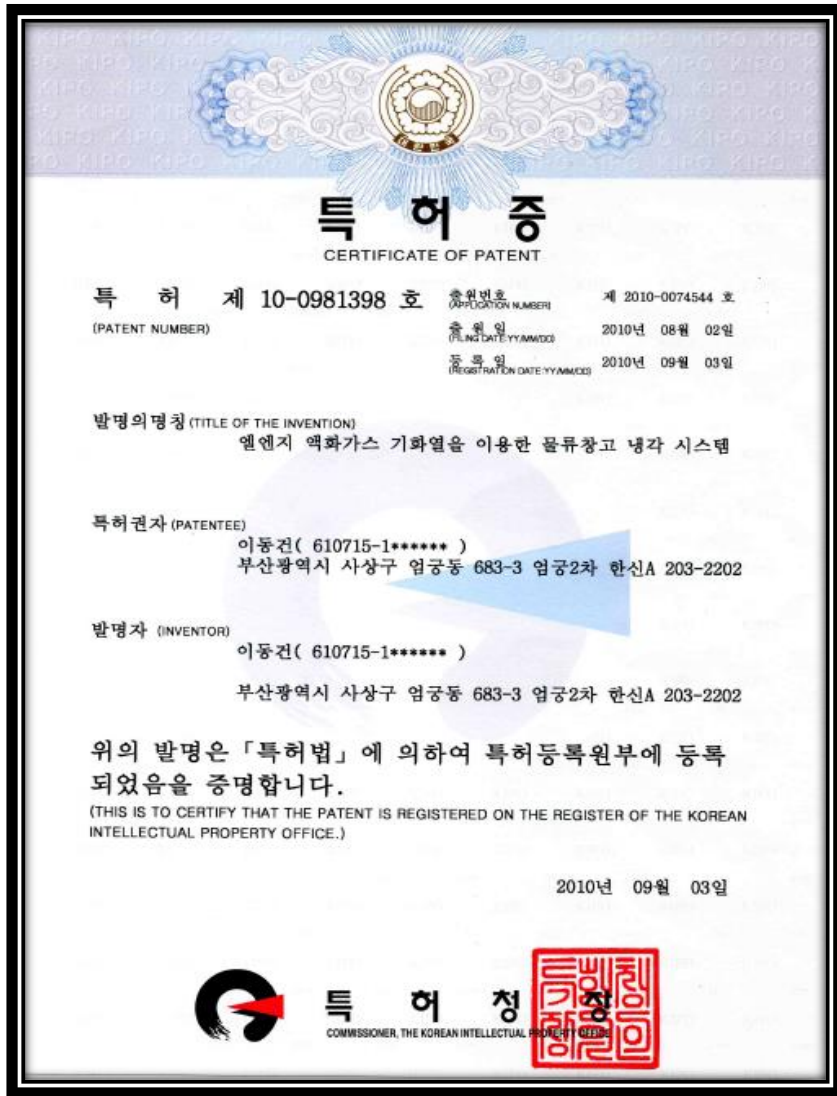 대한민국
특 허 증
CERTIFICATE OF PATENT
특 허 제 10-0981398 호
(PATENT NUMBER)
출원번호 제 2010-0074544 호
(APPLICATION NUMBER)
출 원 일 2010년 08월 02일
(FILING DATE:YY/MM/DD)
등 록 일 2010년 09월 03일
(REGISTRATION DATE:YY/MM/DD)
발명의명칭 (TITLE OF THE INVENTION)
엘엔지 액화가스 기화열을 이용한 물류창고 냉각 시스템
특허권자 (PATENTEE)
이동건( 610715-1****** )
부산광역시 사상구 엄궁동 683-3 엄궁2차 한신A 203-2202
발명자 (INVENTOR)
이동건( 610715-1****** )
부산광역시 사상구 엄궁동 683-3 엄궁2차 한신A 203-2202
위의 발명은 「특허법」에 의하여 특허등록원부에 등록
되었음을 증명합니다.
(THIS IS TO CERTIFY THAT THE PATENT IS REGISTERED ON THE REGISTER OF THE KOREAN
INTELLECTUAL PROPERTY OFFICE.)
2010년 09월 03일
특 허 청 장
COMMISSIONER, THE KOREAN INTELLECTUAL PROPERTY OFFICE